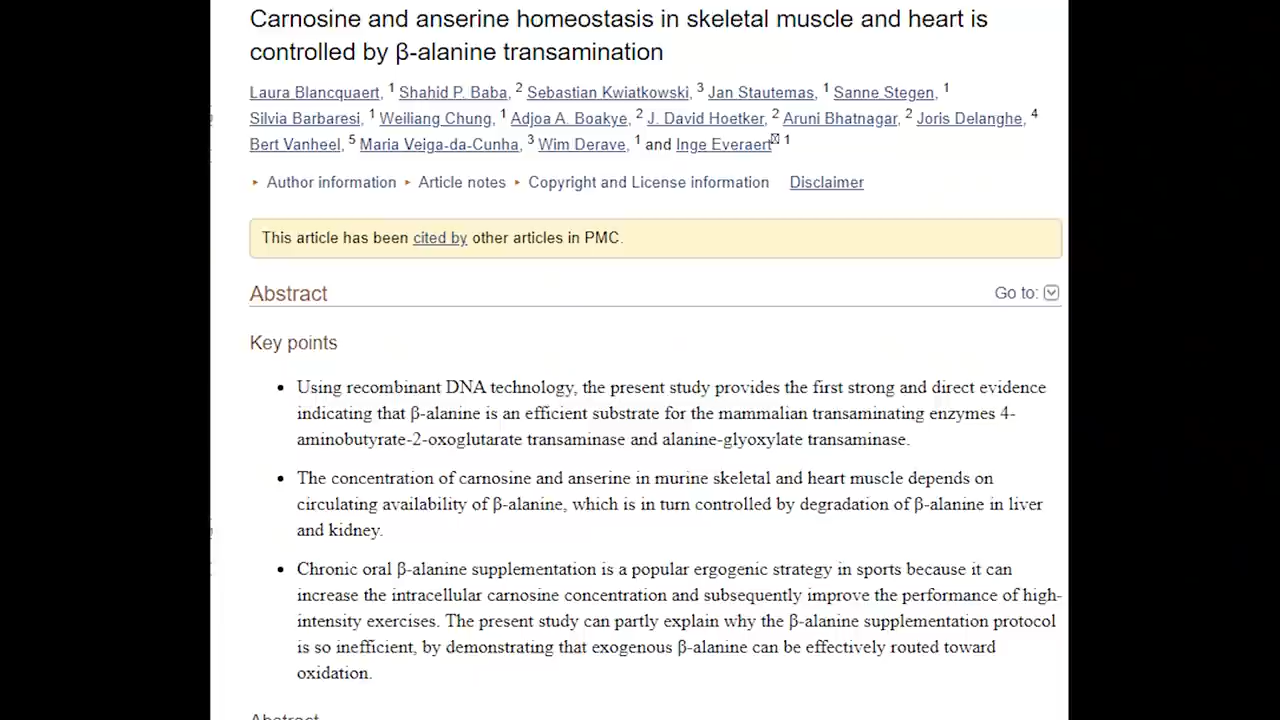 Carnosine and anserine homeostasis in skeletal muscle and heart is
controlled by β-alanine transamination
Laura Blancquaert, 1 Shahid P. Baba, 2 Sebastian Kwiatkowski, 3 Jan Stautemas, 1 Sanne Stegen, 1
Silvia Barbaresi, 1 Weiliang Chung, 1 Adjoa A. Boakye, 2 J. David Hoetker, 2 Aruni Bhatnagar, 2 Joris Delanghe, 4
Bert Vanheel, 5 Maria Veiga-da-Cunha, 3 Wim Derave, 1 and Inge Everaert 1
Author information Article notes Copyright and License information Disclaimer
This article has been cited by other articles in PMC.
Abstract Go to:
Key points
• Using recombinant DNA technology, the present study provides the first strong and direct evidence
indicating that β-alanine is an efficient substrate for the mammalian transaminating enzymes 4-
aminobutyrate-2-oxoglutarate transaminase and alanine-glyoxylate transaminase.
• The concentration of carnosine and anserine in murine skeletal and heart muscle depends on
circulating availability of β-alanine, which is in turn controlled by degradation of β-alanine in liver
and kidney.
• Chronic oral β-alanine supplementation is a popular ergogenic strategy in sports because it can
increase the intracellular carnosine concentration and subsequently improve the performance of high-
intensity exercises. The present study can partly explain why the β-alanine supplementation protocol
is so inefficient, by demonstrating that exogenous β-alanine can be effectively routed toward
oxidation.
Abstract